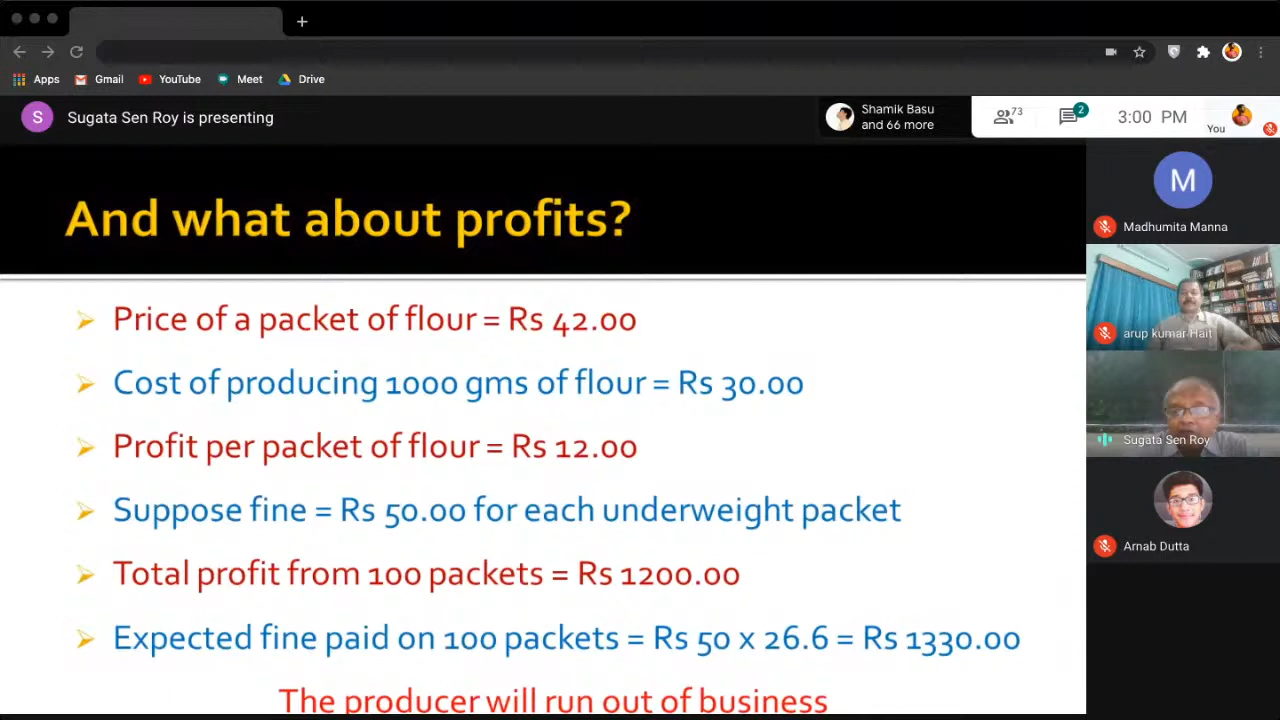 Apps Gmail YouTube Meet Drive
S Sugata Sen Roy is presenting
Shamik Basu
and 66 more
73 2 3:00 PM You
And what about profits?
Price of a packet of flour = Rs 42.00
Cost of producing 1000 gms of flour = Rs 30.00
Profit per packet of flour = Rs 12.00
Suppose fine = Rs 50.00 for each underweight packet
Total profit from 100 packets = Rs 1200.00
Expected fine paid on 100 packets = Rs 50 x 26.6 = Rs 1330.00
The producer will run out of business
M
Madhumita Manna
arup kumar Hait
Sugata Sen Roy
Arnab Dutta